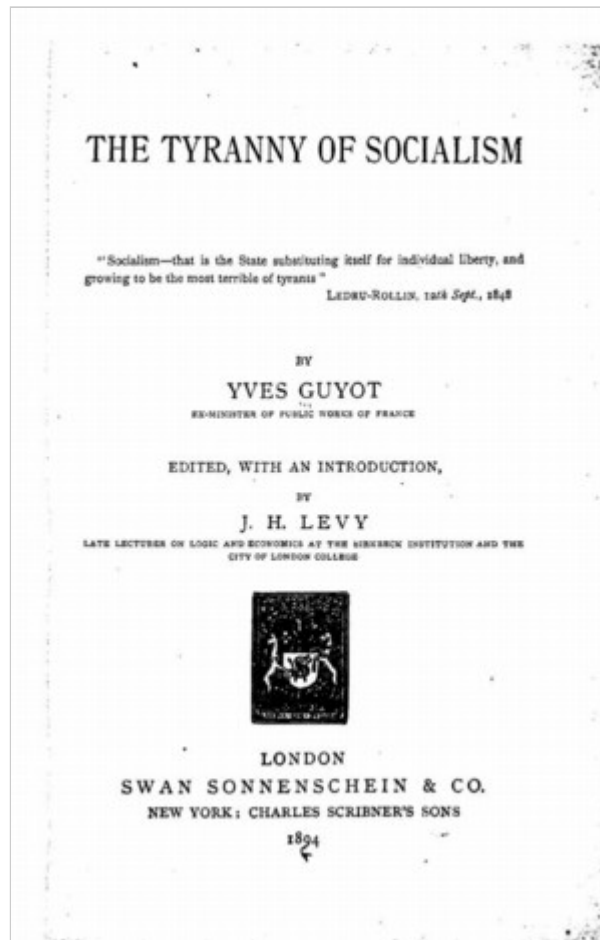 THE TYRANNY OF SOCIALISM
"'Socialism—that is the State substituting itself for individual liberty, and
growing to be the most terrible of tyrants"
LEDRU-ROLLIN, 12th Sept., 1848
BY
YVES GUYOT
EX-MINISTER OF PUBLIC WORKS OF FRANCE
EDITED, WITH AN INTRODUCTION,
BY
J. H. LEVY
LATE LECTURER ON LOGIC AND ECONOMICS AT THE BIRKBECK INSTITUTION AND THE
CITY OF LONDON COLLEGE
LONDON
SWAN SONNENSCHEIN & CO.
NEW YORK: CHARLES SCRIBNER'S SONS
1894